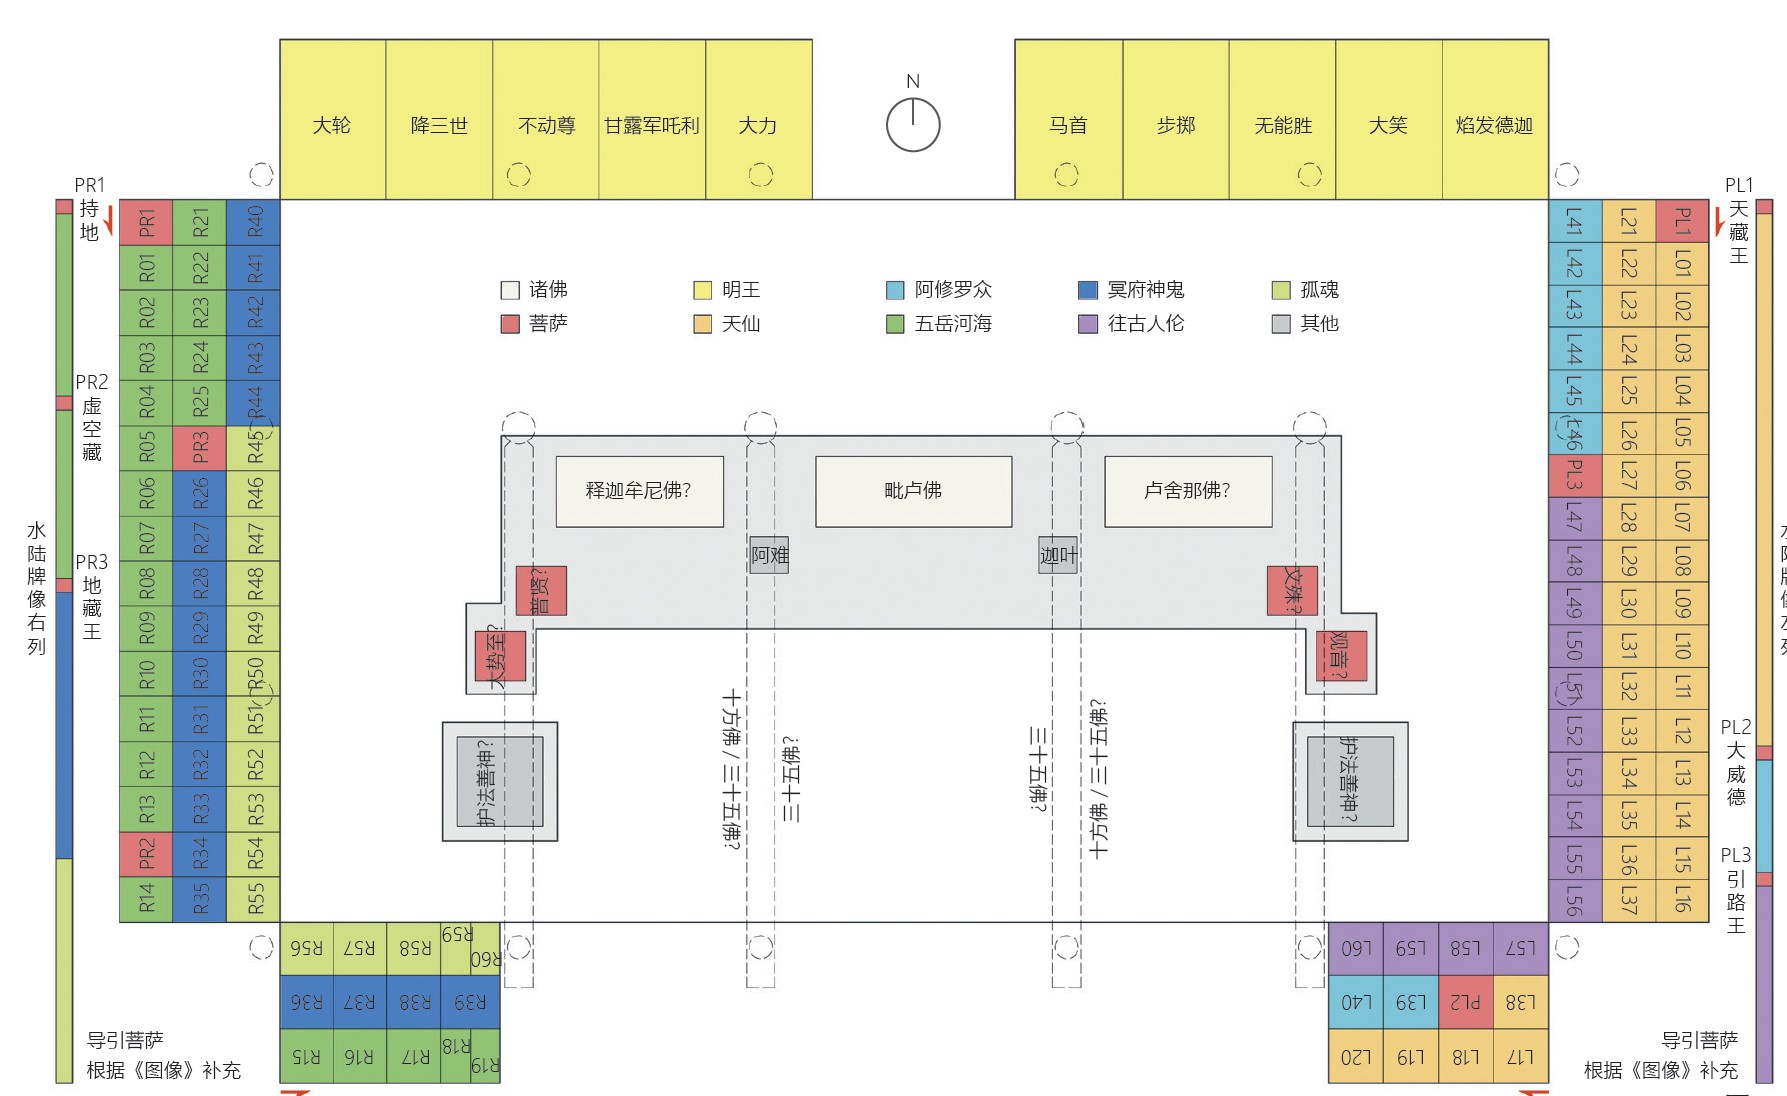 大轮 降三世 不动尊 甘露军吒利 大力 N 马首 步掷 无能胜 大笑 焰发德迦
PR1
持
地
PR2
虚
空
藏
PR3
地
藏
王
水
陆
牌
像
右
列
PR1 R21 R40
R01 R22 R41
R02 R23 R42
R03 R24 R43
R04 R25 R44
R05 PR3 R45
R06 R26 R46
R07 R27 R47
R08 R28 R48
R09 R29 R49
R10 R30 R50
R11 R31 R51
R12 R32 R52
R13 R33 R53
PR2 R34 R54
R14 R35 R55
R56 R57 R58 R59 R60
R36 R37 R38 R39
R15 R16 R17 R18 R19
导引菩萨
根据《图像》补充
诸佛 明王 阿修罗众 冥府神鬼 孤魂
菩萨 天仙 五岳河海 往古人伦 其他
释迦牟尼佛? 毗卢佛 卢舍那佛?
阿难 迦叶
普贤? 文殊?
大势至? 观音?
护法善神? 护法善神?
十方佛 / 三十五佛?
三十五佛?
三十五佛?
十方佛 / 三十五佛?
L41 L21 PL1
L42 L22 L01
L43 L23 L02
L44 L24 L03
L45 L25 L04
L46 L26 L05
PL3 L27 L06
L47 L28 L07
L48 L29 L08
L49 L30 L09
L50 L31 L10
L51 L32 L11
L52 L33 L12
L53 L34 L13
L54 L35 L14
L55 L36 L15
L56 L37 L16
L60 L59 L58 L57
L40 L39 PL2 L38
L20 L19 L18 L17
PL1
天
藏
王
PL2
大
威
德
PL3
引
路
王
导引菩萨
根据《图像》补充